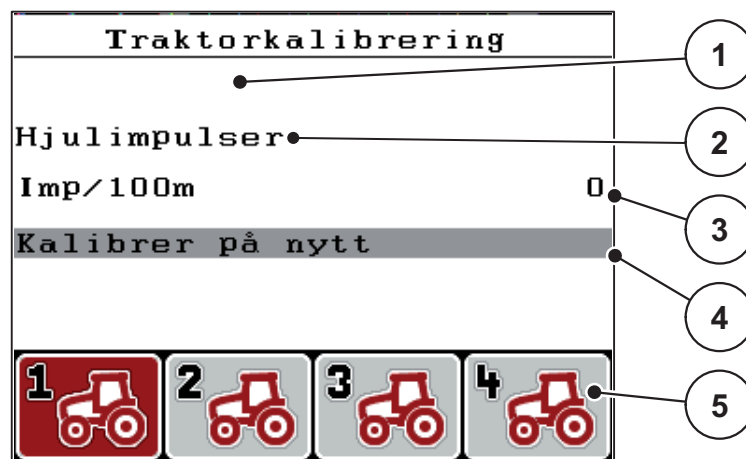 Traktorkalibrering
1
Hjulimpulser
2
Imp/100m 0
3
Kalibrer på nytt
4
1 2 3 4
5